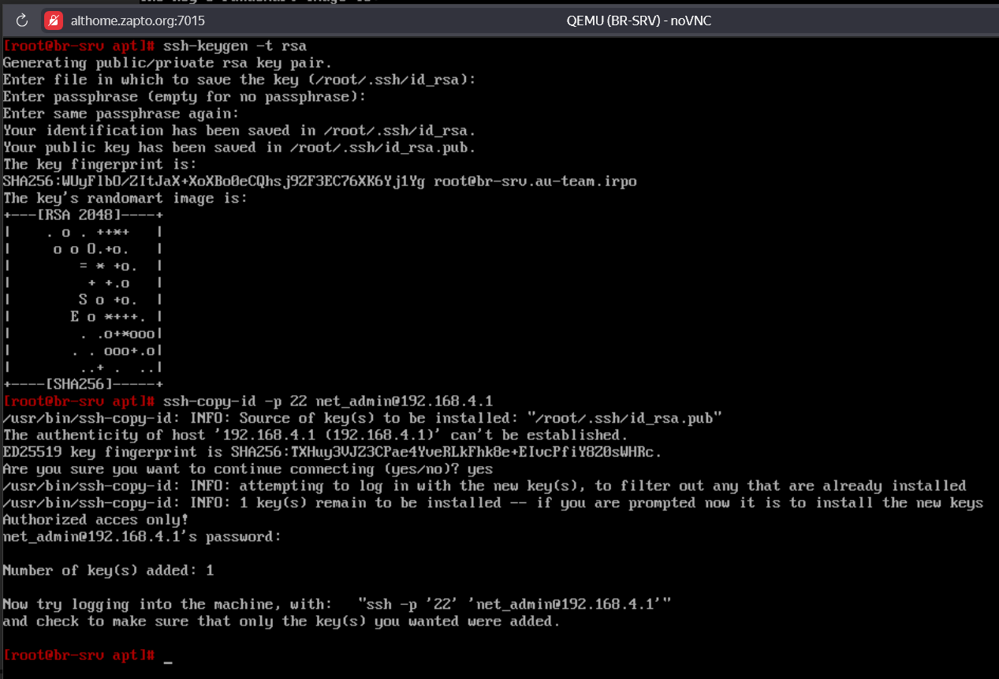 althome.zapto.org:7015
QEMU (BR-SRV) - noVNC
[root@br-srv apt]# ssh-keygen -t rsa
Generating public/private rsa key pair.
Enter file in which to save the key (/root/.ssh/id_rsa):
Enter passphrase (empty for no passphrase):
Enter same passphrase again:
Your identification has been saved in /root/.ssh/id_rsa.
Your public key has been saved in /root/.ssh/id_rsa.pub.
The key fingerprint is:
SHA256:WUyFlbO/ZItJaX+XoXBo0eCQhsj9ZF3EC76XK6Yj1Yg root@br-srv.au-team.irpo
The key's randomart image is:
+---[RSA 2048]----+
|     . o . ++*+    |
|      o o O.+o.    |
|         = * +o.   |
|          + +.o    |
|         S o +o.   |
|        E o *+++.  |
|         . .o+*ooo|
|        . . ooo+.o|
|         ..+ .  ..|
+----[SHA256]-----+
[root@br-srv apt]# ssh-copy-id -p 22 net_admin@192.168.4.1
/usr/bin/ssh-copy-id: INFO: Source of key(s) to be installed: "/root/.ssh/id_rsa.pub"
The authenticity of host '192.168.4.1 (192.168.4.1)' can't be established.
ED25519 key fingerprint is SHA256:TXHuy3VJZ3CPae4YveRLkFhk8e+EIvcPfiY8Z0sWHRc.
Are you sure you want to continue connecting (yes/no)? yes
/usr/bin/ssh-copy-id: INFO: attempting to log in with the new key(s), to filter out any that are already installed
/usr/bin/ssh-copy-id: INFO: 1 key(s) remain to be installed -- if you are prompted now it is to install the new keys
Authorized acces only!
net_admin@192.168.4.1's password:
Number of key(s) added: 1
Now try logging into the machine, with:   "ssh -p '22' 'net_admin@192.168.4.1'"
and check to make sure that only the key(s) you wanted were added.
[root@br-srv apt]# _